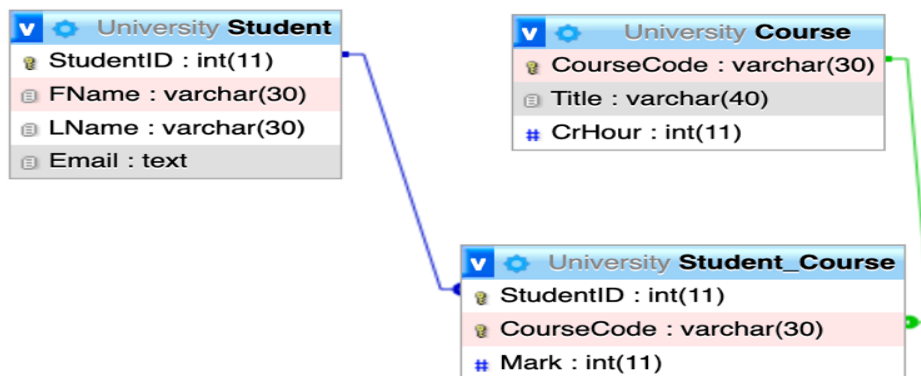 v University Student
StudentID : int(11)
FName : varchar(30)
LName : varchar(30)
Email : text
v University Course
CourseCode : varchar(30)
Title : varchar(40)
# CrHour : int(11)
v University Student_Course
StudentID : int(11)
CourseCode : varchar(30)
# Mark : int(11)